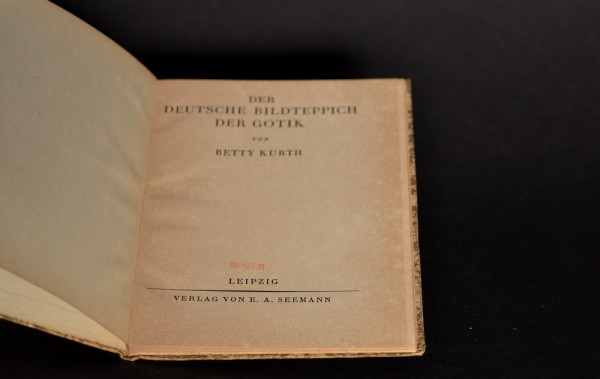 DER
DEUTSCHE BILDTEPPICH
DER GOTIK
VON
BETTY KURTH
LEIPZIG
VERLAG VON E. A. SEEMANN